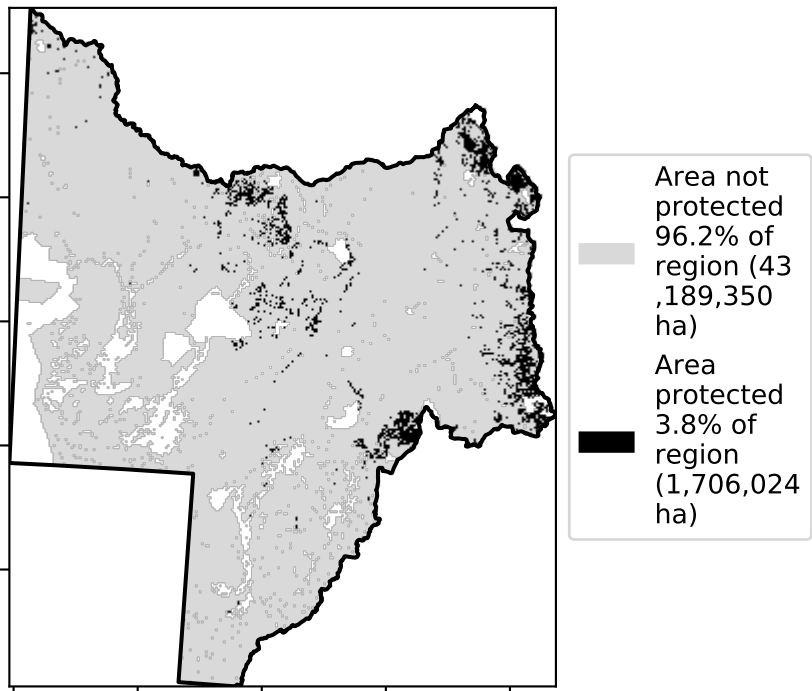 Area not
protected
96.2% of
region (43
,189,350
ha)
Area
protected
3.8% of
region
(1,706,024
ha)